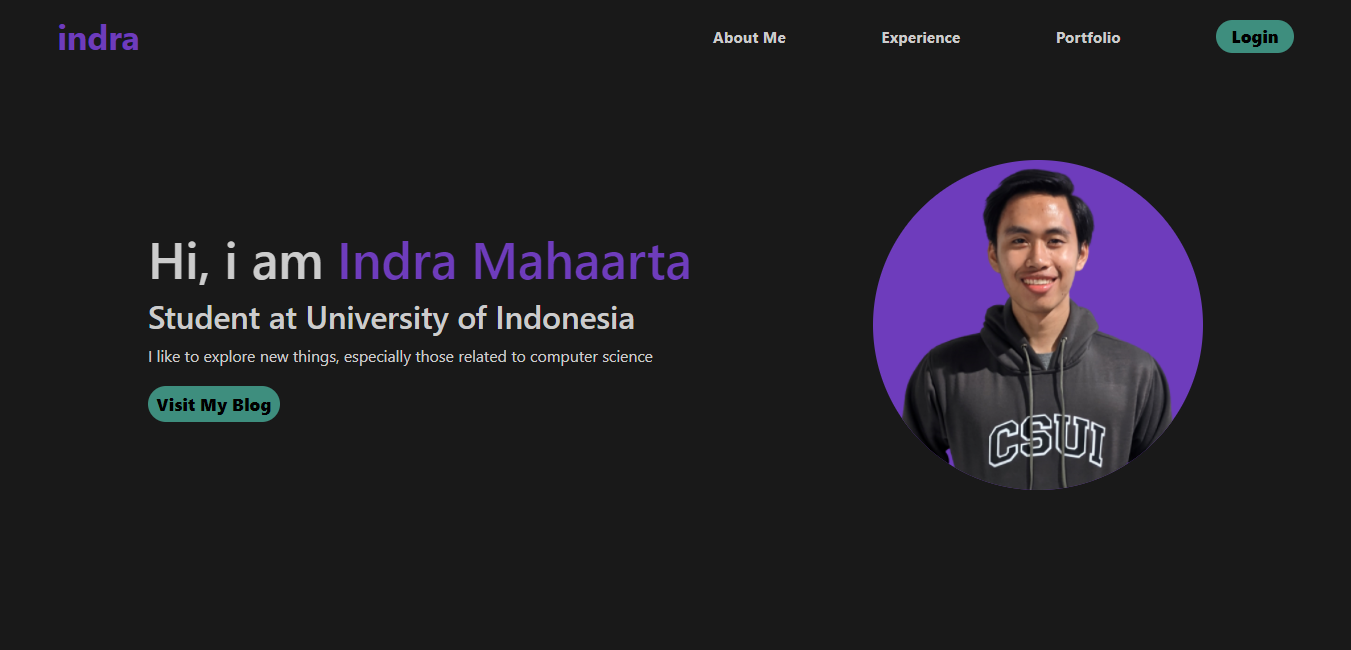 indra
About Me Experience Portfolio Login
Hi, i am Indra Mahaarta
Student at University of Indonesia
I like to explore new things, especially those related to computer science
Visit My Blog
CSUI